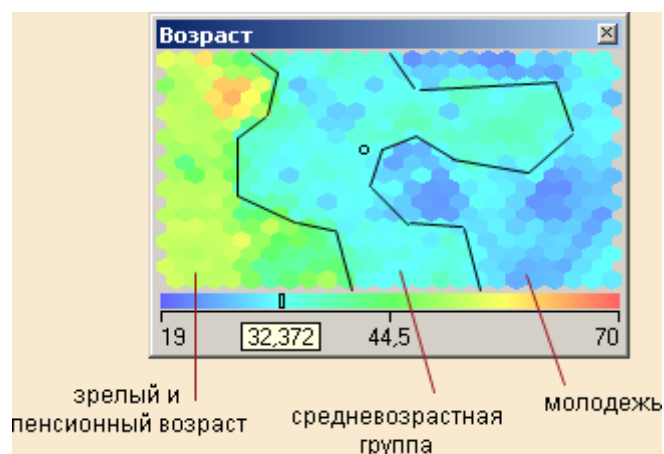 Возраст
19
32,372
44,5
70
зрелый и
пенсионный возраст
средневозрастная
группа
молодежь